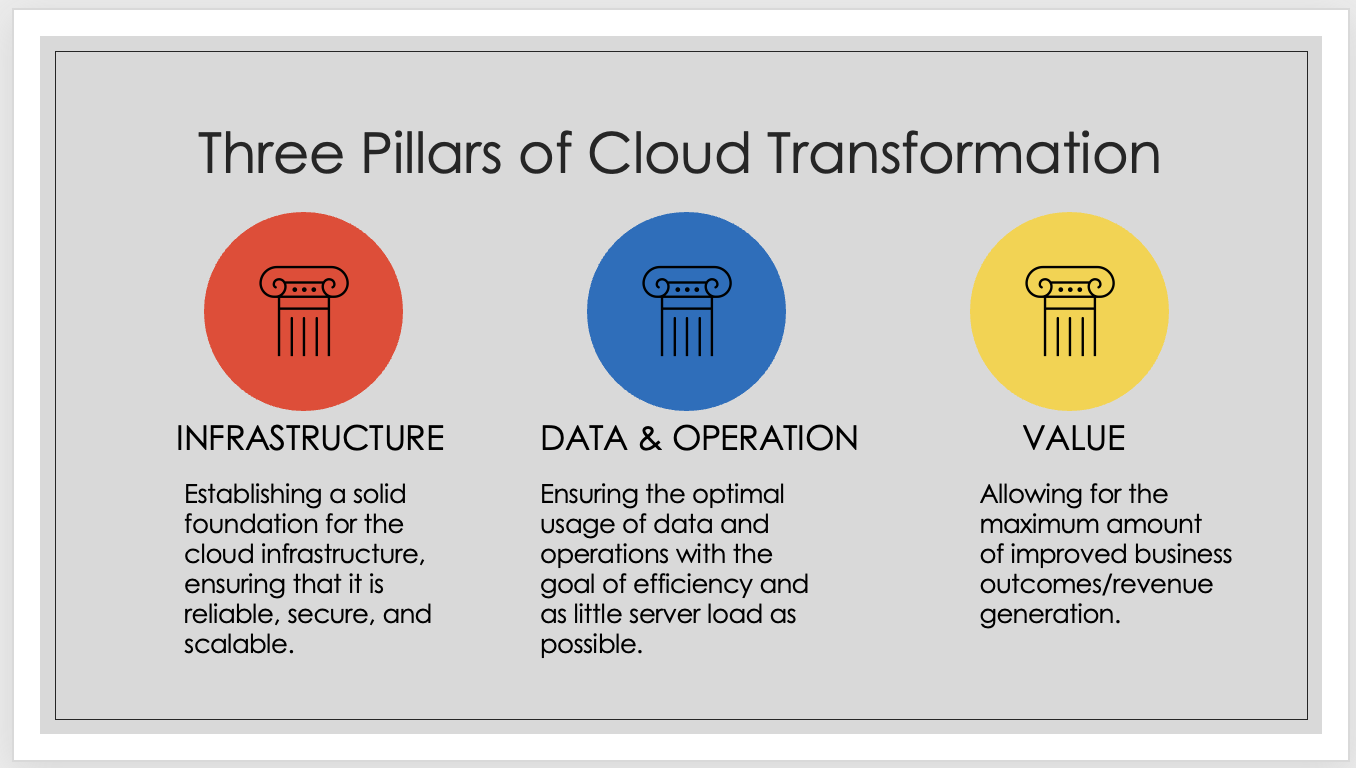 Three Pillars of Cloud Transformation
INFRASTRUCTURE
Establishing a solid
foundation for the
cloud infrastructure,
ensuring that it is
reliable, secure, and
scalable.
DATA & OPERATION
Ensuring the optimal
usage of data and
operations with the
goal of efficiency and
as little server load as
possible.
VALUE
Allowing for the
maximum amount
of improved business
outcomes/revenue
generation.